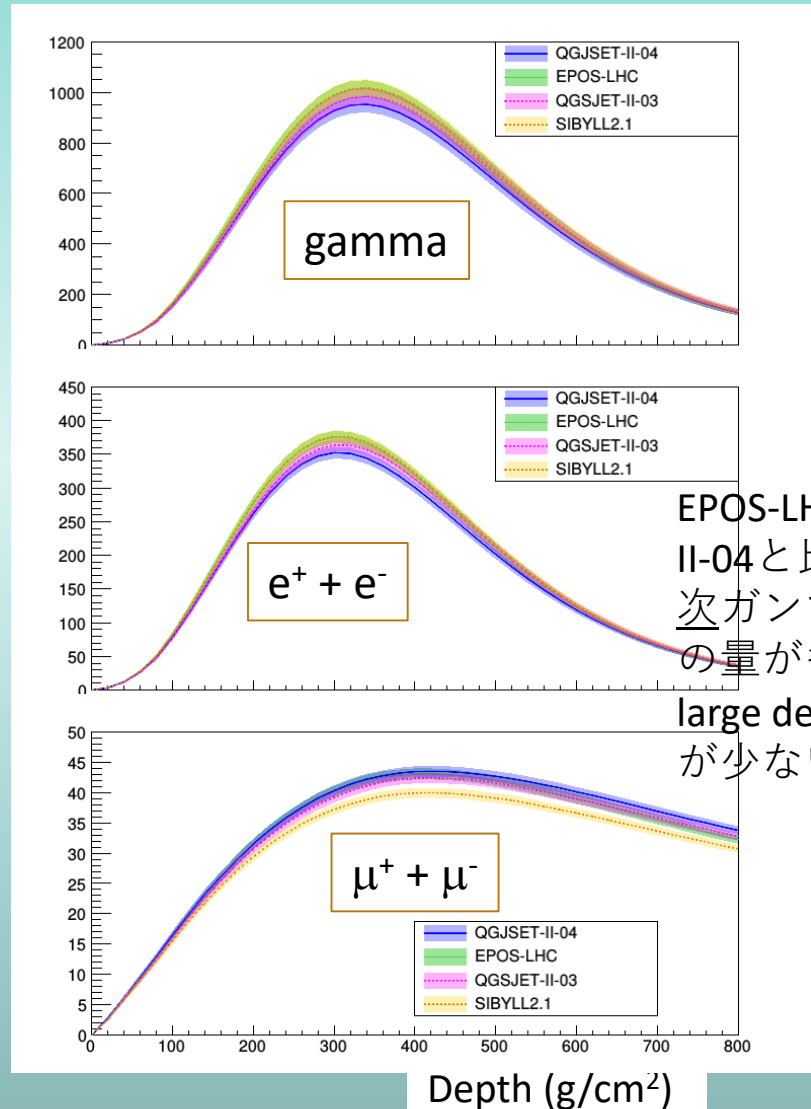 1200
1000
800
600
400
200
0
QGJSET-II-04
EPOS-LHC
QGSJET-II-03
SIBYLL2.1
gamma
450
400
350
300
250
200
150
100
50
0
QGJSET-II-04
EPOS-LHC
QGSJET-II-03
SIBYLL2.1
e⁺ + e⁻
EPOS-LH
II-04と
次ガン
の量が
large de
が少な
50
45
40
35
30
25
20
15
10
5
0
μ⁺ + μ⁻
QGJSET-II-04
EPOS-LHC
QGSJET-II-03
SIBYLL2.1
0 100 200 300 400 500 600 700 800
Depth (g/cm²)